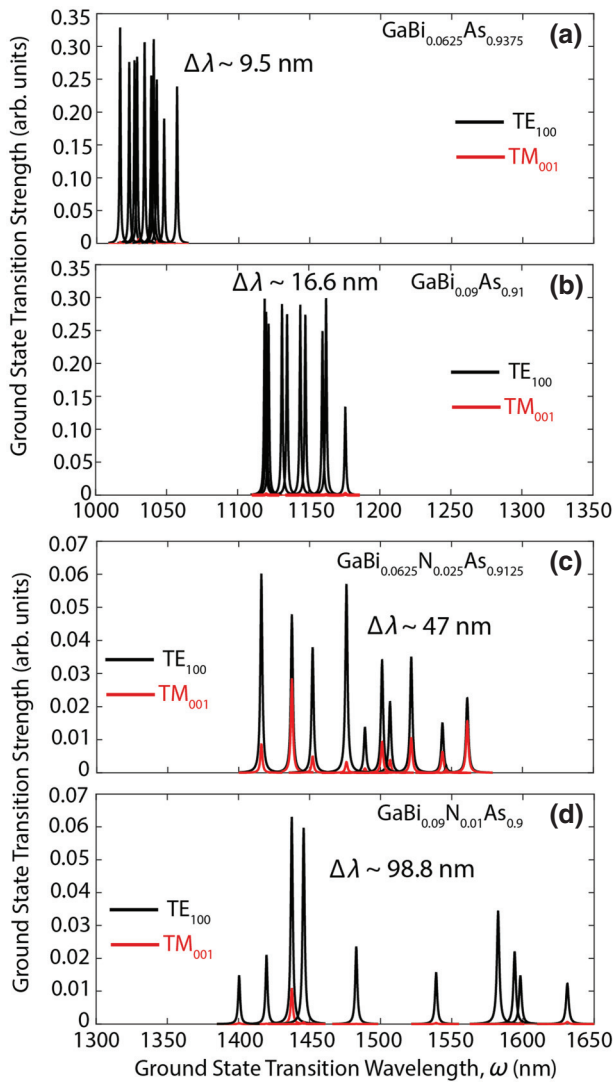 Ground State Transition Strength (arb. units)
0.35
0.30
0.25
0.20
0.15
0.10
0.05
0
GaBi0.0625As0.9375
(a)
Δλ ~ 9.5 nm
TE100
TM001
0.35
0.30
0.25
0.20
0.15
0.10
0.05
0
Δλ ~ 16.6 nm
GaBi0.09As0.91
(b)
TE100
TM001
1000 1050 1100 1150 1200 1250 1300 1350
Ground State Transition Strength (arb. units)
0.07
0.06
0.05
0.04
0.03
0.02
0.01
0
GaBi0.0625N0.025As0.9125
(c)
Δλ ~ 47 nm
TE100
TM001
0.07
0.06
0.05
0.04
0.03
0.02
0.01
0
GaBi0.09N0.01As0.9
(d)
Δλ ~ 98.8 nm
TE100
TM001
1300 1350 1400 1450 1500 1550 1600 1650
Ground State Transition Wavelength, ω (nm)